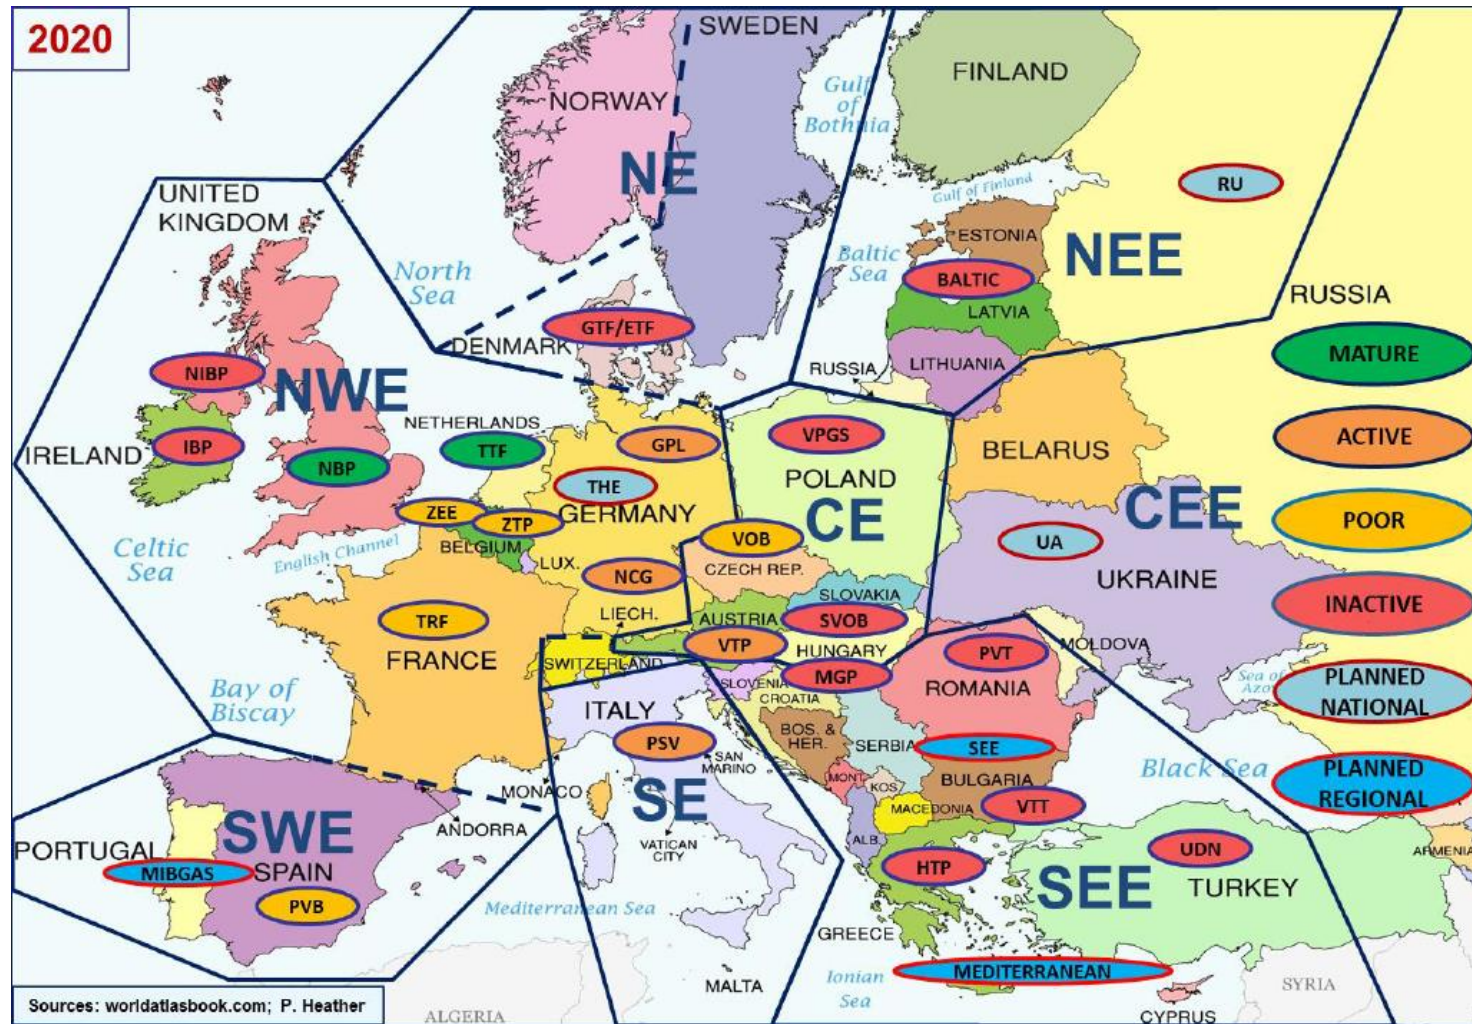 2020
SWEDEN
FINLAND
NORWAY
Gulf
of
Bothnia
NE
RU
UNITED
KINGDOM
Gulf of Finland
ESTONIA
NEE
North
Sea
Baltic
Sea
BALTIC
RUSSIA
LATVIA
GTF/ETF
DENMARK
MATURE
NIBP
RUSSIA
LITHUANIA
NWE
NETHERLANDS
IRELAND
IBP
NBP
TTF
GPL
VPGS
BELARUS
ACTIVE
POLAND
THE
GERMANY
CE
CEE
ZEE
ZTP
POOR
BELGIUM
VOB
UA
Celtic
Sea
English Channel
LUX.
CZECH REP.
UKRAINE
NCG
SLOVAKIA
INACTIVE
LIECH.
AUSTRIA
SVOB
TRF
FRANCE
VTP
HUNGARY
PVT
MOLDOVA
SWITZERLAND
MGP
SLOVENIA
CROATIA
ROMANIA
Sea of
Azov
PLANNED
NATIONAL
Bay of
Biscay
ITALY
PSV
BOS. &
HER.
SERBIA
SEE
SAN
MARINO
BULGARIA
Black Sea
PLANNED
REGIONAL
MONACO
SE
MONT.
KOS.
MACEDONIA
VTT
ANDORRA
SWE
VATICAN
CITY
ALB.
PORTUGAL
MIBGAS
SPAIN
HTP
UDN
ARMENIA
TURKEY
SEE
PVB
Mediterranean Sea
GREECE
MEDITERRANEAN
Ionian
Sea
MALTA
SYRIA
CYPRUS
ALGERIA
Sources: worldatlasbook.com; P. Heather